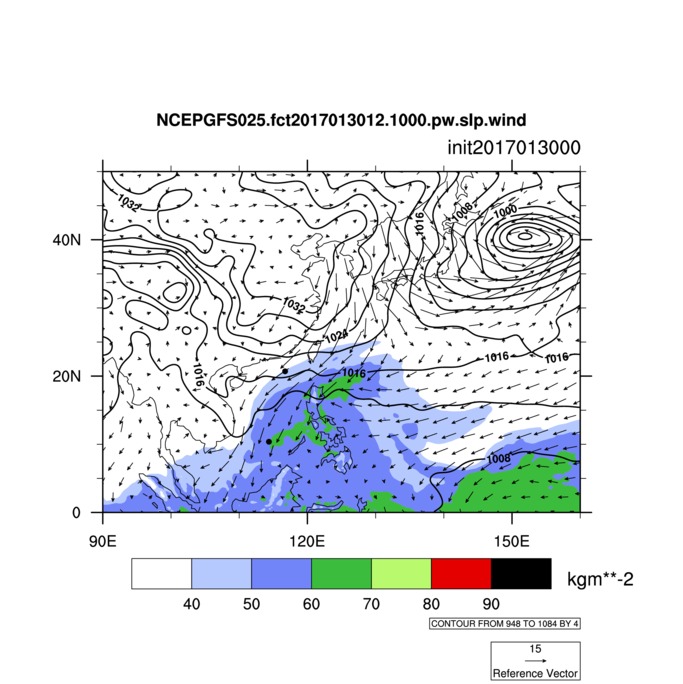 NCEPGFS025.fct2017013012.1000.pw.slp.wind
init2017013000
1032
1016
1008
1000
40N
1032
1024
1016
1016
1016
1016
20N
1008
0
90E 120E 150E
40 50 60 70 80 90 kgm**-2
CONTOUR FROM 948 TO 1084 BY 4
15
Reference Vector